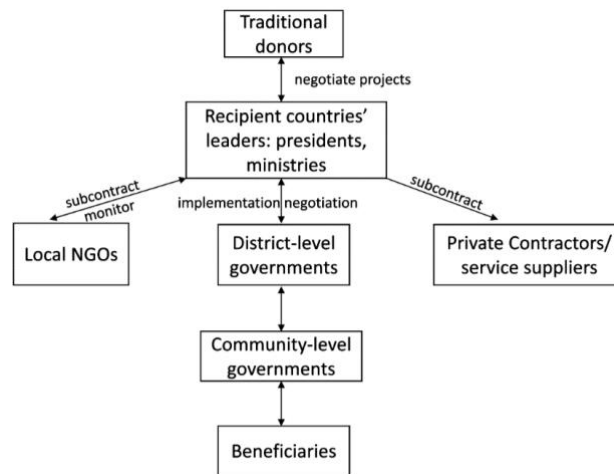 Traditional
donors
negotiate projects
Recipient countries’
leaders: presidents,
ministries
subcontract
monitor
implementation negotiation
subcontract
Local NGOs
District-level
governments
Private Contractors/
service suppliers
Community-level
governments
Beneficiaries